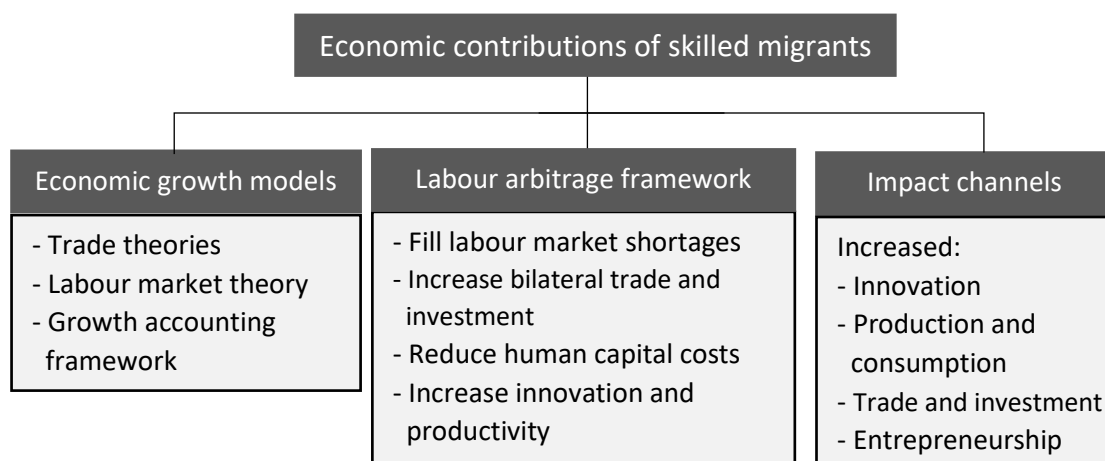 Economic contributions of skilled migrants
Economic growth models
- Trade theories
- Labour market theory
- Growth accounting
framework
Labour arbitrage framework
- Fill labour market shortages
- Increase bilateral trade and
investment
- Reduce human capital costs
- Increase innovation and
productivity
Impact channels
Increased:
- Innovation
- Production and
consumption
- Trade and investment
- Entrepreneurship